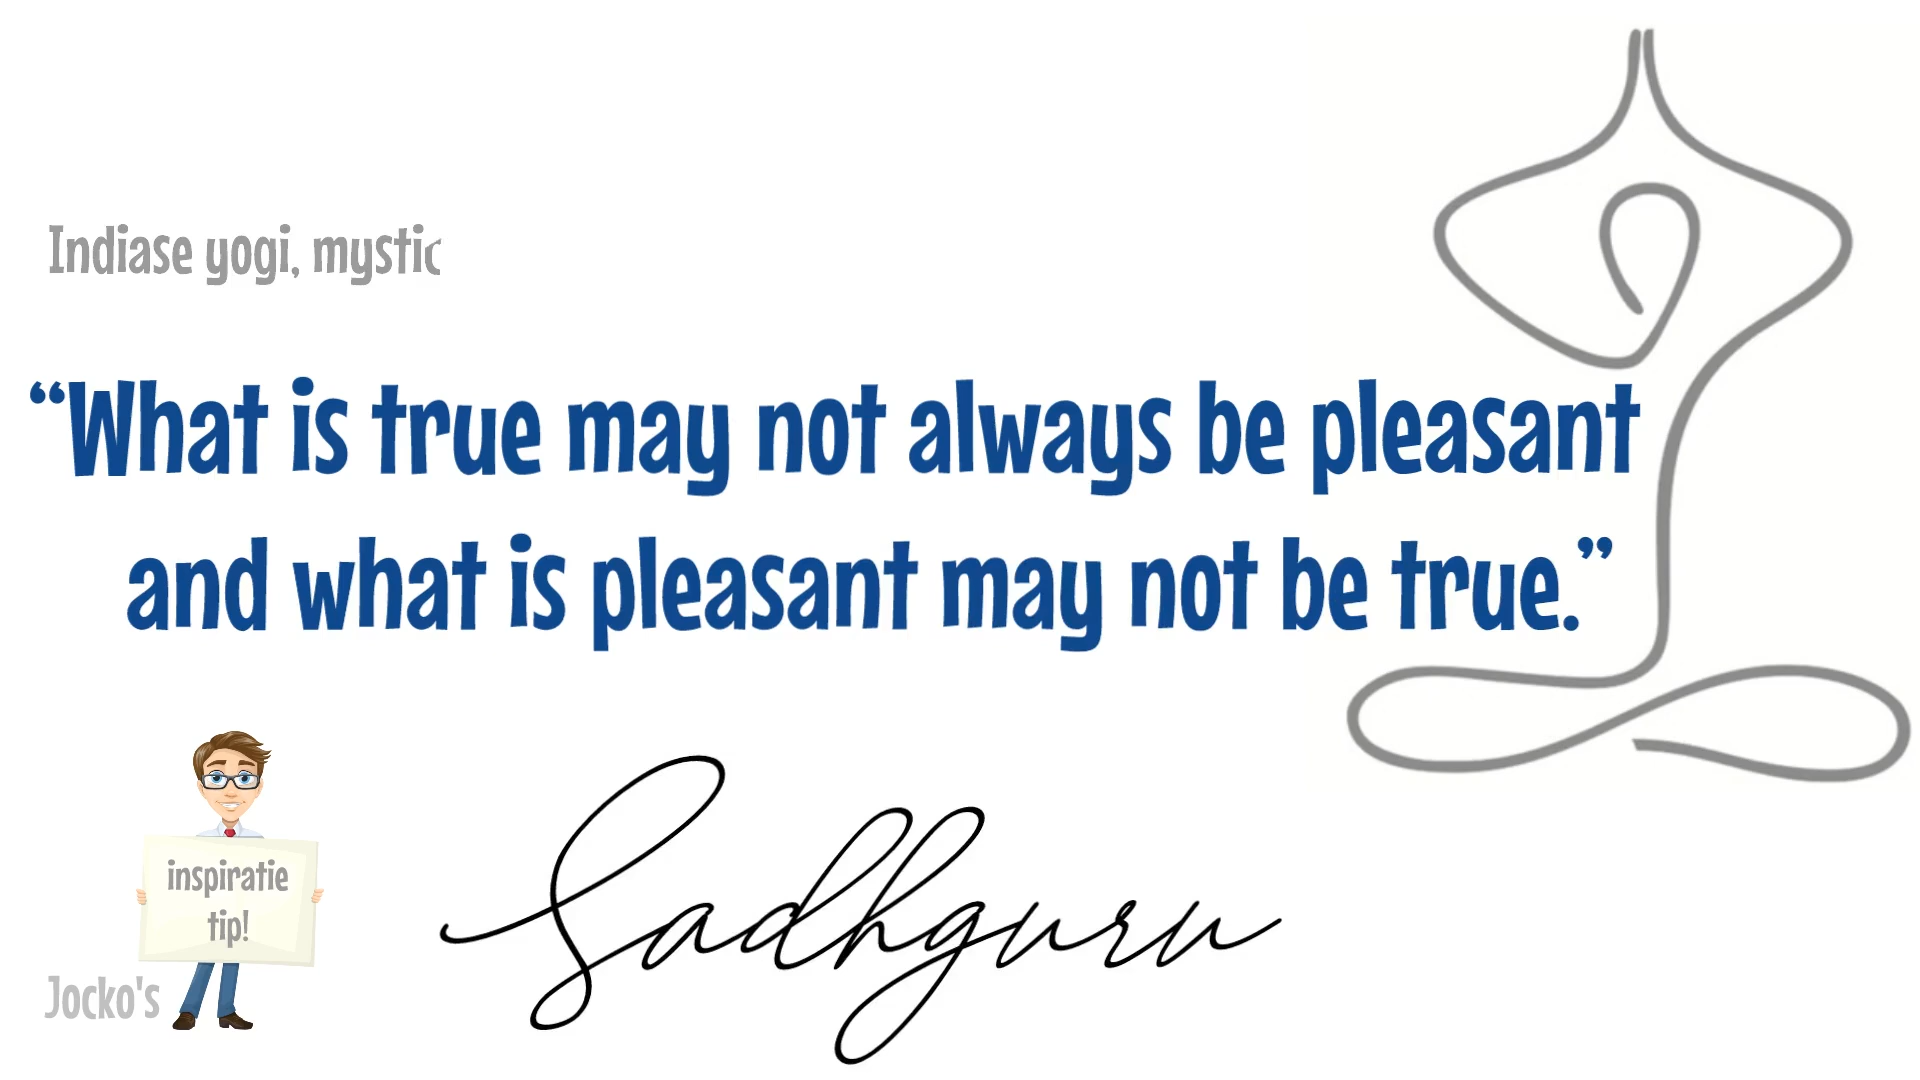 Indiase yogi, mystic
“What is true may not always be pleasant
and what is pleasant may not be true.”
inspiratie
tip!
Jocko's
Sadhguru